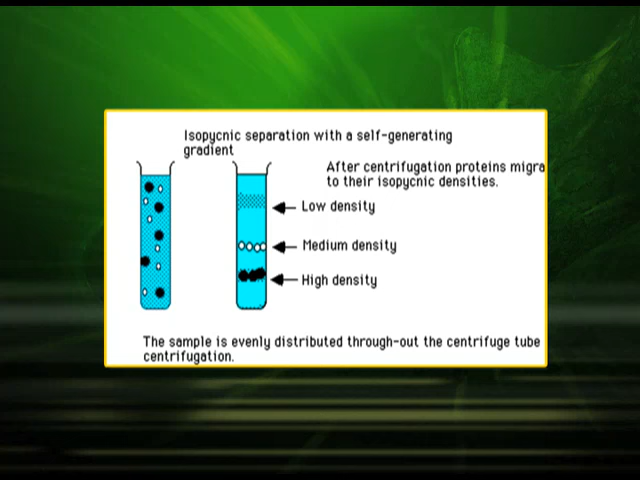 Isopycnic separation with a self-generating
gradient
After centrifugation proteins migra
to their isopycnic densities.
Low density
Medium density
High density
The sample is evenly distributed through-out the centrifuge tube
centrifugation.